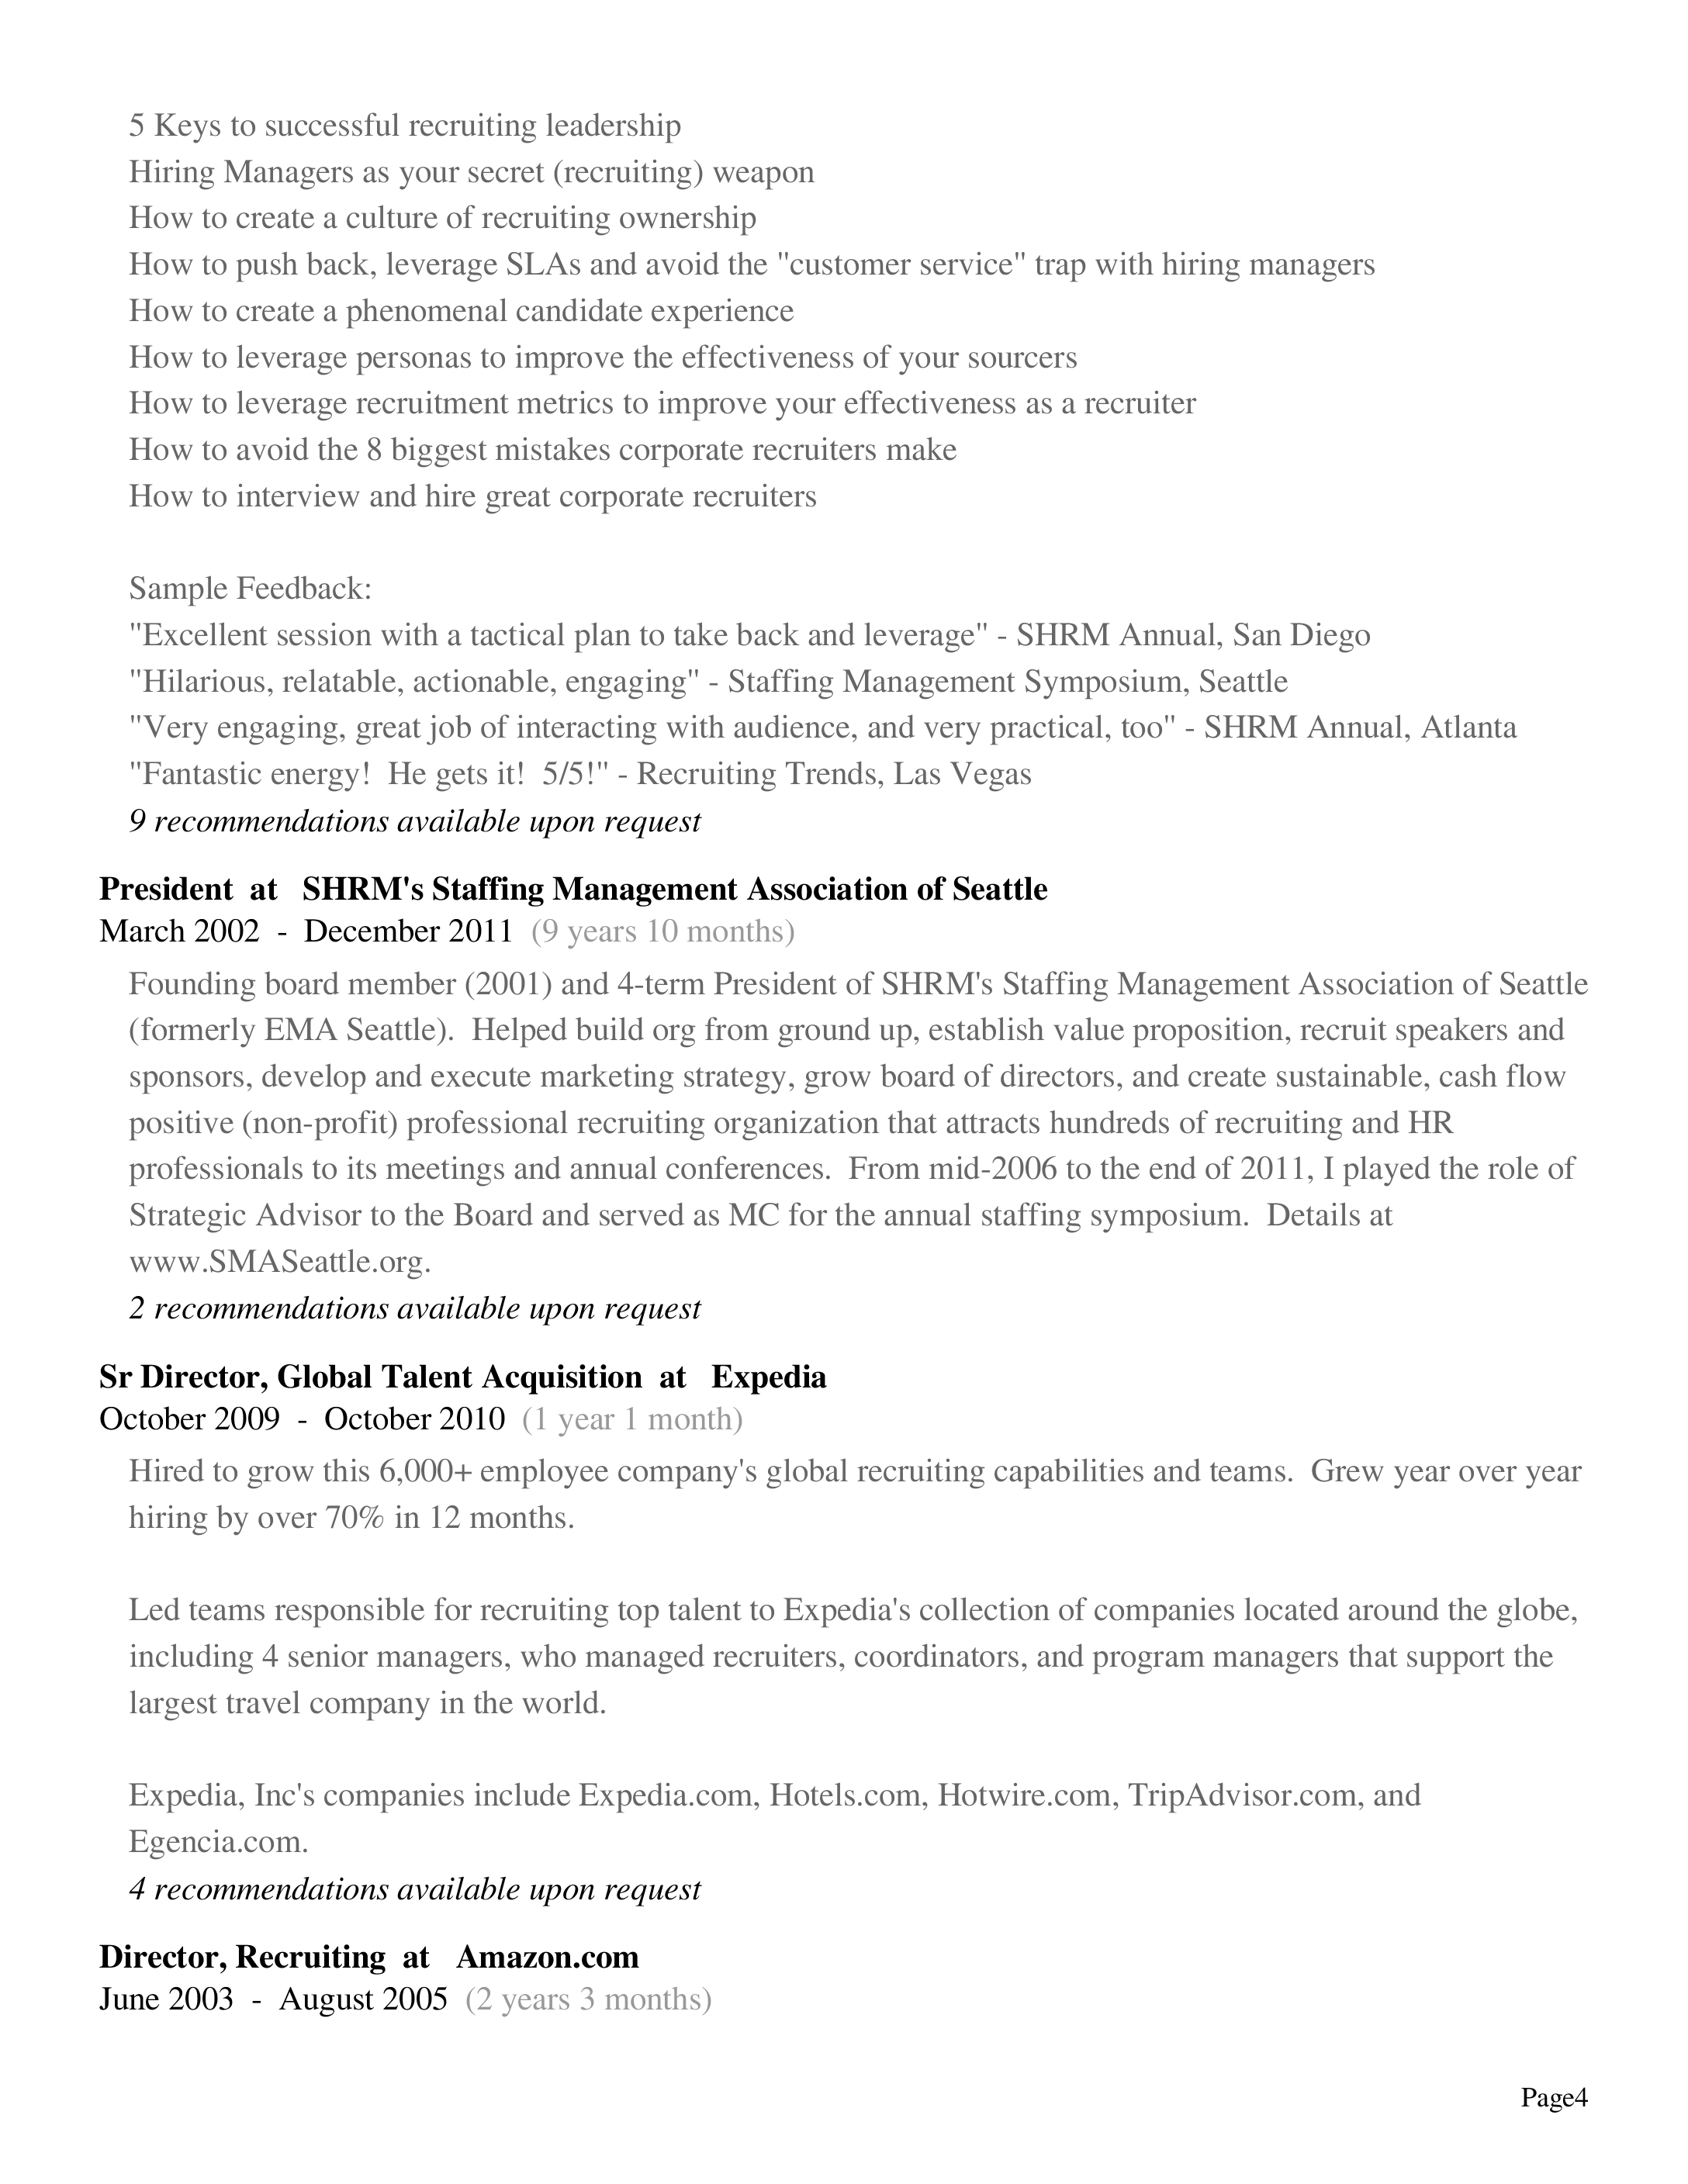 5 Keys to successful recruiting leadership
Hiring Managers as your secret (recruiting) weapon
How to create a culture of recruiting ownership
How to push back, leverage SLAs and avoid the "customer service" trap with hiring managers
How to create a phenomenal candidate experience
How to leverage personas to improve the effectiveness of your sourcers
How to leverage recruitment metrics to improve your effectiveness as a recruiter
How to avoid the 8 biggest mistakes corporate recruiters make
How to interview and hire great corporate recruiters
Sample Feedback:
"Excellent session with a tactical plan to take back and leverage" - SHRM Annual, San Diego
"Hilarious, relatable, actionable, engaging" - Staffing Management Symposium, Seattle
"Very engaging, great job of interacting with audience, and very practical, too" - SHRM Annual, Atlanta
"Fantastic energy!  He gets it!  5/5!" - Recruiting Trends, Las Vegas
9 recommendations available upon request
President at SHRM's Staffing Management Association of Seattle
March 2002 - December 2011 (9 years 10 months)
Founding board member (2001) and 4-term President of SHRM's Staffing Management Association of Seattle
(formerly EMA Seattle).  Helped build org from ground up, establish value proposition, recruit speakers and
sponsors, develop and execute marketing strategy, grow board of directors, and create sustainable, cash flow
positive (non-profit) professional recruiting organization that attracts hundreds of recruiting and HR
professionals to its meetings and annual conferences.  From mid-2006 to the end of 2011, I played the role of
Strategic Advisor to the Board and served as MC for the annual staffing symposium.  Details at
www.SMASeattle.org.
2 recommendations available upon request
Sr Director, Global Talent Acquisition at Expedia
October 2009 - October 2010 (1 year 1 month)
Hired to grow this 6,000+ employee company's global recruiting capabilities and teams.  Grew year over year
hiring by over 70% in 12 months.
Led teams responsible for recruiting top talent to Expedia's collection of companies located around the globe,
including 4 senior managers, who managed recruiters, coordinators, and program managers that support the
largest travel company in the world.
Expedia, Inc's companies include Expedia.com, Hotels.com, Hotwire.com, TripAdvisor.com, and
Egencia.com.
4 recommendations available upon request
Director, Recruiting at Amazon.com
June 2003 - August 2005 (2 years 3 months)
Page4